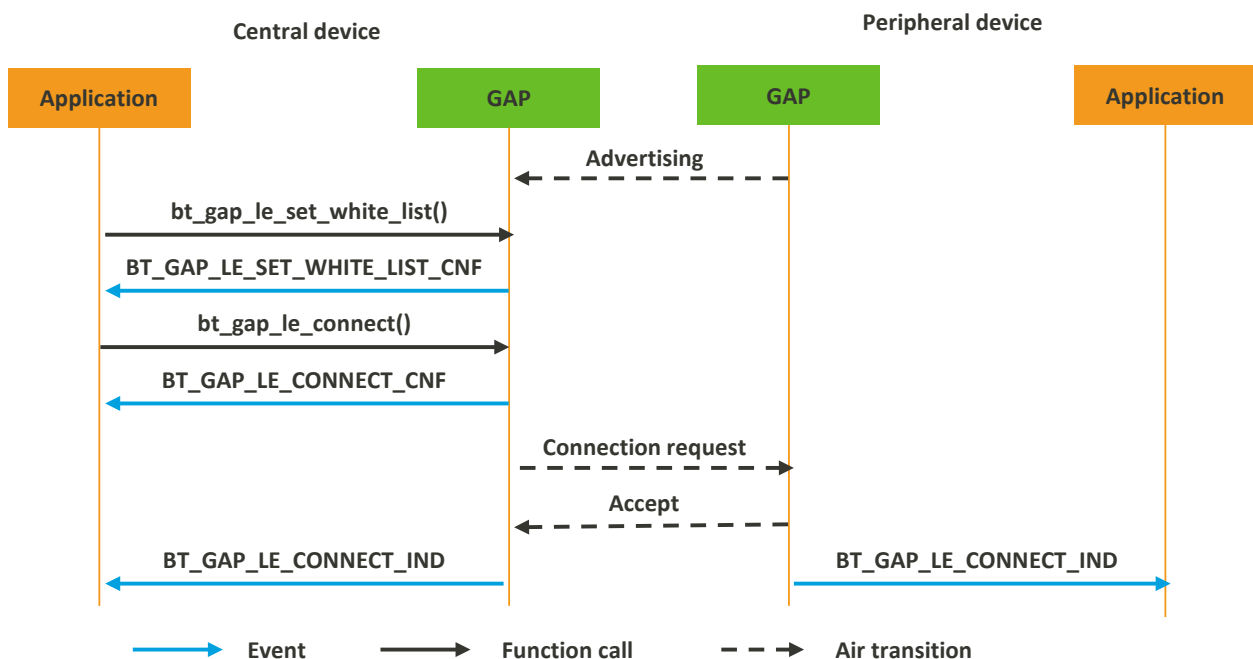 Central device
Peripheral device
Application
GAP
GAP
Application
Advertising
bt_gap_le_set_white_list()
BT_GAP_LE_SET_WHITE_LIST_CNF
bt_gap_le_connect()
BT_GAP_LE_CONNECT_CNF
Connection request
Accept
BT_GAP_LE_CONNECT_IND
BT_GAP_LE_CONNECT_IND
Event
Function call
Air transition